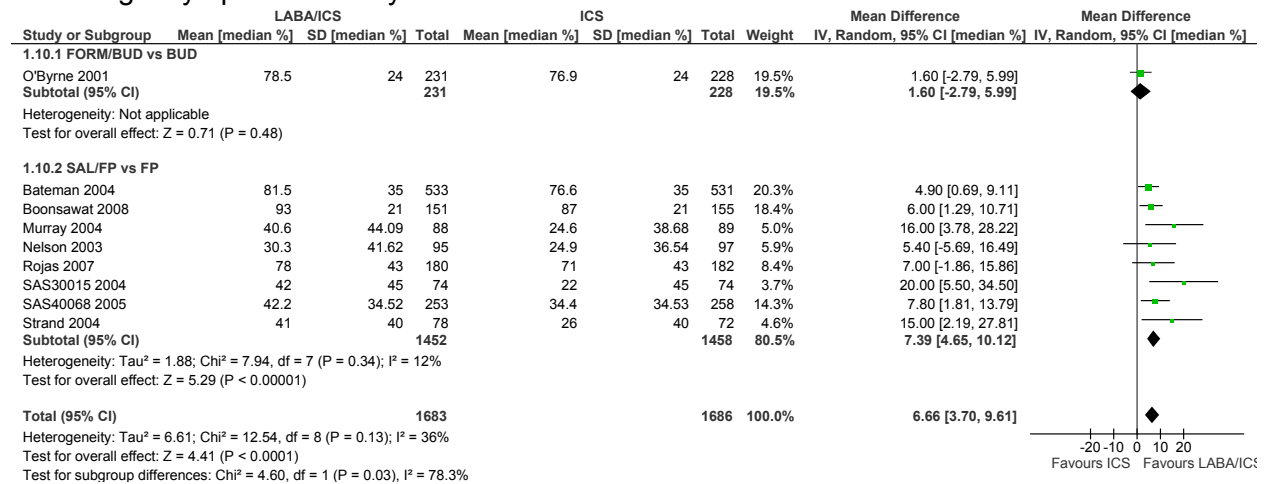 LABA/ICS ICS Mean Difference Mean Difference
Study or Subgroup Mean [median %] SD [median %] Total Mean [median %] SD [median %] Total Weight IV, Random, 95% CI [median %] IV, Random, 95% CI [median %]
1.10.1 FORM/BUD vs BUD
O'Byrne 2001 78.5 24 231 76.9 24 228 19.5% 1.60 [-2.79, 5.99]
Subtotal (95% CI) 231 228 19.5% 1.60 [-2.79, 5.99]
Heterogeneity: Not applicable
Test for overall effect: Z = 0.71 (P = 0.48)
1.10.2 SAL/FP vs FP
Bateman 2004 81.5 35 533 76.6 35 531 20.3% 4.90 [0.69, 9.11]
Boonsawat 2008 93 21 151 87 21 155 18.4% 6.00 [1.29, 10.71]
Murray 2004 40.6 44.09 88 24.6 38.68 89 5.0% 16.00 [3.78, 28.22]
Nelson 2003 30.3 41.62 95 24.9 36.54 97 5.9% 5.40 [-5.69, 16.49]
Rojas 2007 78 43 180 71 43 182 8.4% 7.00 [-1.86, 15.86]
SAS30015 2004 42 45 74 22 45 74 3.7% 20.00 [5.50, 34.50]
SAS40068 2005 42.2 34.52 253 34.4 34.53 258 14.3% 7.80 [1.81, 13.79]
Strand 2004 41 40 78 26 40 72 4.6% 15.00 [2.19, 27.81]
Subtotal (95% CI) 1452 1458 80.5% 7.39 [4.65, 10.12]
Heterogeneity: Tau² = 1.88; Chi² = 7.94, df = 7 (P = 0.34); I² = 12%
Test for overall effect: Z = 5.29 (P < 0.00001)
Total (95% CI) 1683 1686 100.0% 6.66 [3.70, 9.61]
Heterogeneity: Tau² = 6.61; Chi² = 12.54, df = 8 (P = 0.13); I² = 36%
Test for overall effect: Z = 4.41 (P < 0.0001)
Test for subgroup differences: Chi² = 4.60, df = 1 (P = 0.03), I² = 78.3%
-20 -10 0 10 20
Favours ICS Favours LABA/ICS